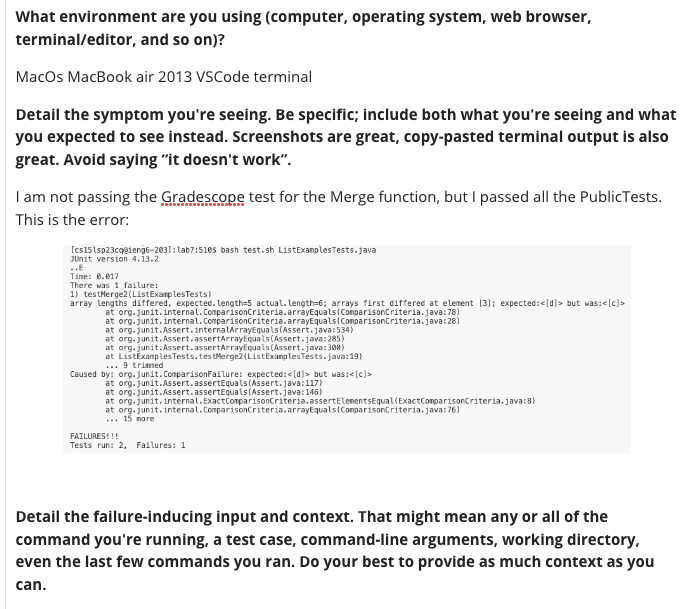 What environment are you using (computer, operating system, web browser,
terminal/editor, and so on)?
MacOs MacBook air 2013 VSCode terminal
Detail the symptom you're seeing. Be specific; include both what you're seeing and what
you expected to see instead. Screenshots are great, copy-pasted terminal output is also
great. Avoid saying “it doesn't work”.
I am not passing the Gradescope test for the Merge function, but I passed all the PublicTests.
This is the error:
[cs15lsp23cq@ieng6-203]:lab7:510$ bash test.sh ListExamplesTests.java
JUnit version 4.13.2
..E
Time: 0.017
There was 1 failure:
1) testMerge2(ListExamplesTests)
array lengths differed, expected.length=5 actual.length=6; arrays first differed at element [3]; expected:<[d]> but was:<[c]>
at org.junit.internal.ComparisonCriteria.arrayEquals(ComparisonCriteria.java:78)
at org.junit.internal.ComparisonCriteria.arrayEquals(ComparisonCriteria.java:28)
at org.junit.Assert.internalArrayEquals(Assert.java:534)
at org.junit.Assert.assertArrayEquals(Assert.java:285)
at org.junit.Assert.assertArrayEquals(Assert.java:300)
at ListExamplesTests.testMerge2(ListExamplesTests.java:19)
... 9 trimmed
Caused by: org.junit.ComparisonFailure: expected:<[d]> but was:<[c]>
at org.junit.Assert.assertEquals(Assert.java:117)
at org.junit.Assert.assertEquals(Assert.java:146)
at org.junit.internal.ExactComparisonCriteria.assertElementsEqual(ExactComparisonCriteria.java:8)
at org.junit.internal.ComparisonCriteria.arrayEquals(ComparisonCriteria.java:76)
... 15 more
FAILURES!!!
Tests run: 2,  Failures: 1
Detail the failure-inducing input and context. That might mean any or all of the
command you're running, a test case, command-line arguments, working directory,
even the last few commands you ran. Do your best to provide as much context as you
can.